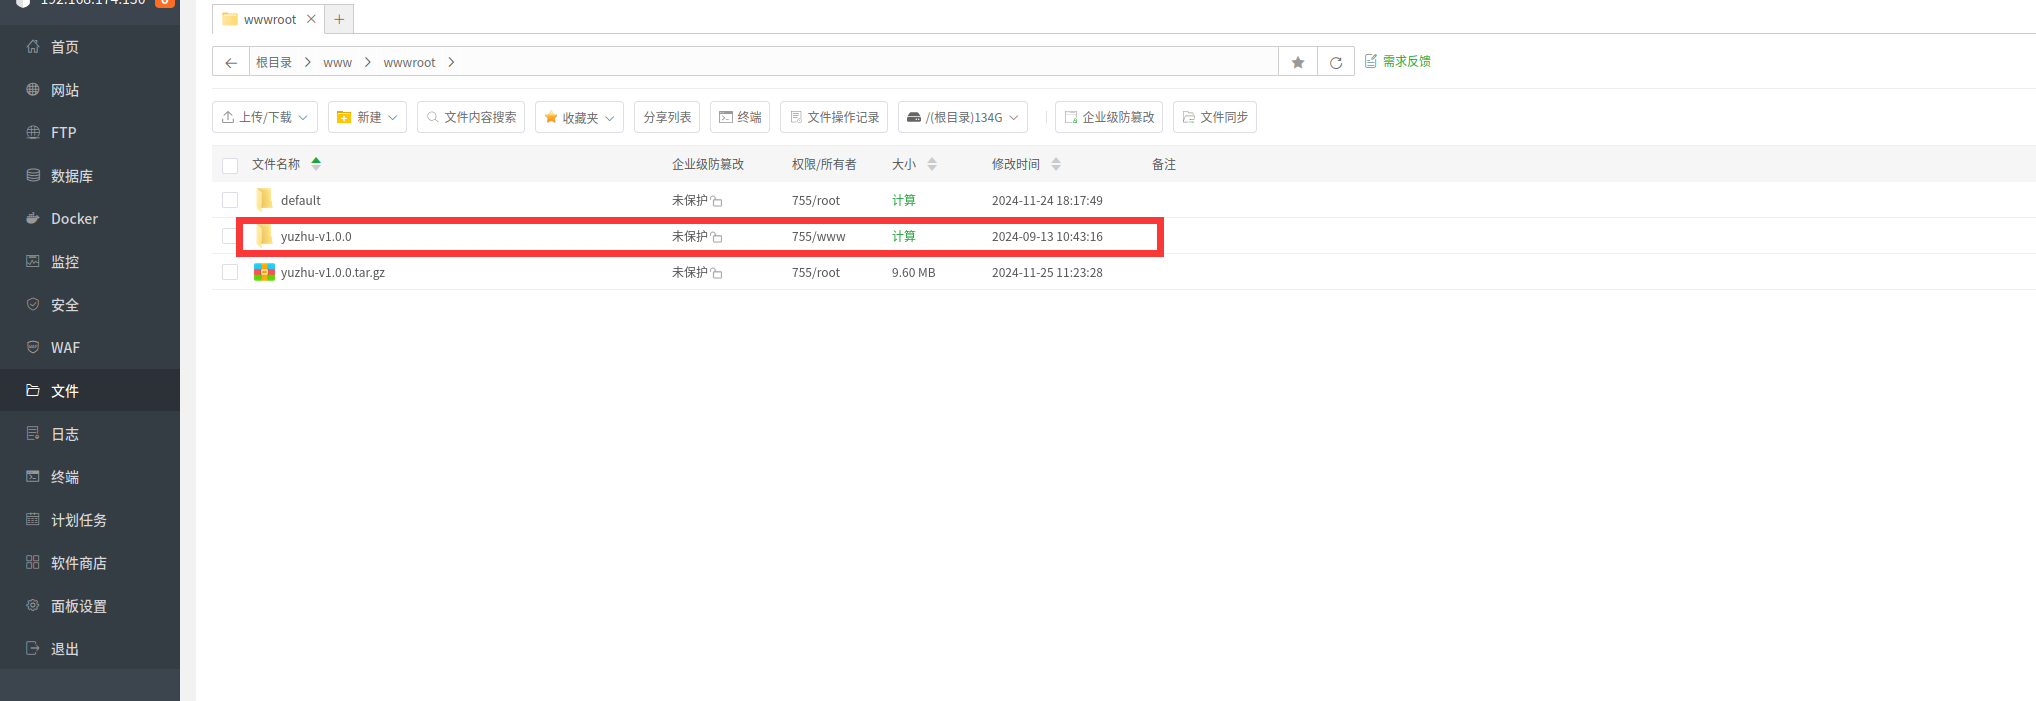 首页
网站
FTP
数据库
Docker
监控
安全
WAF
文件
日志
终端
计划任务
软件商店
面板设置
退出
wwwroot
根目录 > www > wwwroot >
需求反馈
上传/下载 新建 文件内容搜索 收藏夹 分享列表 终端 文件操作记录 /(根目录)134G 企业级防篡改 文件同步
文件名称 企业级防篡改 权限/所有者 大小 修改时间 备注
default 未保护 755/root 计算 2024-11-24 18:17:49
yuzhu-v1.0.0 未保护 755/www 计算 2024-09-13 10:43:16
yuzhu-v1.0.0.tar.gz 未保护 755/root 9.60 MB 2024-11-25 11:23:28